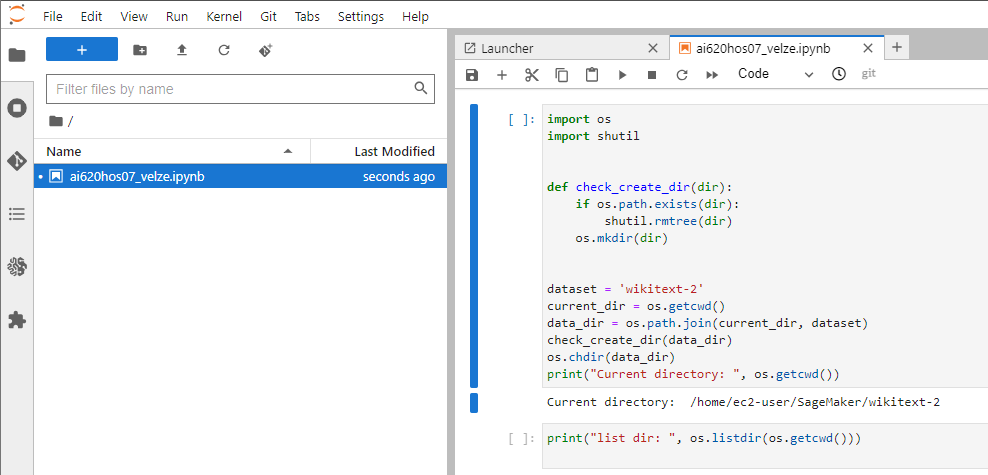 File Edit View Run Kernel Git Tabs Settings Help
+
Filter files by name
/
Name Last Modified
ai620hos07_velze.ipynb seconds ago
Launcher
ai620hos07_velze.ipynb
Code
git
[ ]:
import os
import shutil
def check_create_dir(dir):
    if os.path.exists(dir):
        shutil.rmtree(dir)
    os.mkdir(dir)
dataset = 'wikitext-2'
current_dir = os.getcwd()
data_dir = os.path.join(current_dir, dataset)
check_create_dir(data_dir)
os.chdir(data_dir)
print("Current directory: ", os.getcwd())
Current directory:  /home/ec2-user/SageMaker/wikitext-2
[ ]:
print("list dir: ", os.listdir(os.getcwd()))